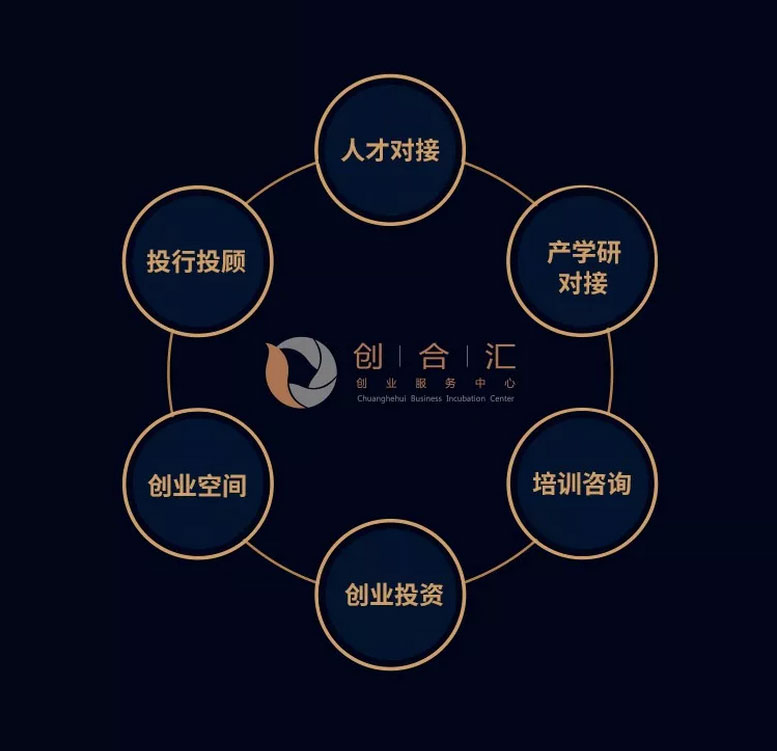 人才对接
投行投顾
产学研
对接
创｜合｜汇
创业服务中心
Chuanghehui Business Incubation Center
创业空间
培训咨询
创业投资